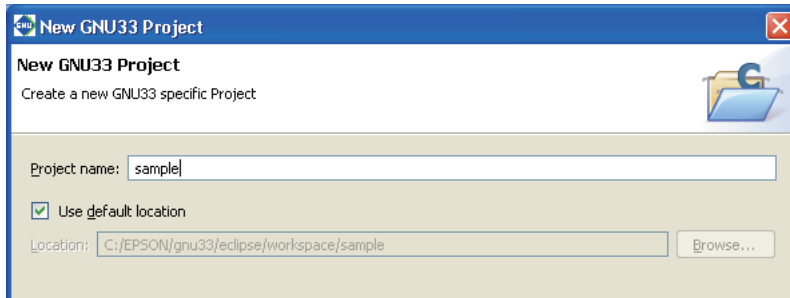 GNU New GNU33 Project
New GNU33 Project
Create a new GNU33 specific Project
C
Project name: sample
Use default location
Location: C:/EPSON/gnu33/eclipse/workspace/sample Browse...